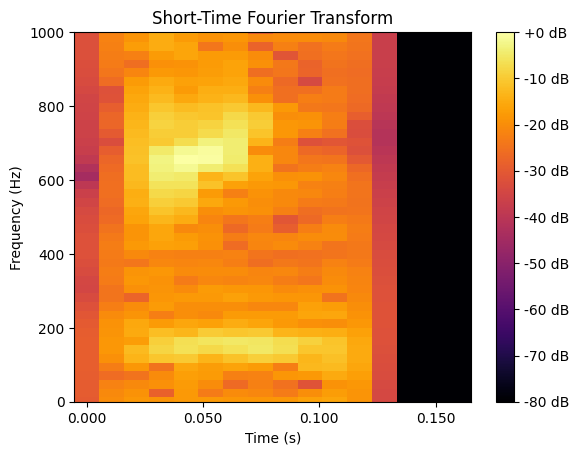 Short-Time Fourier Transform
1000
800
600
400
200
0
Frequency (Hz)
0.000
0.050
0.100
0.150
Time (s)
+0 dB
-10 dB
-20 dB
-30 dB
-40 dB
-50 dB
-60 dB
-70 dB
-80 dB